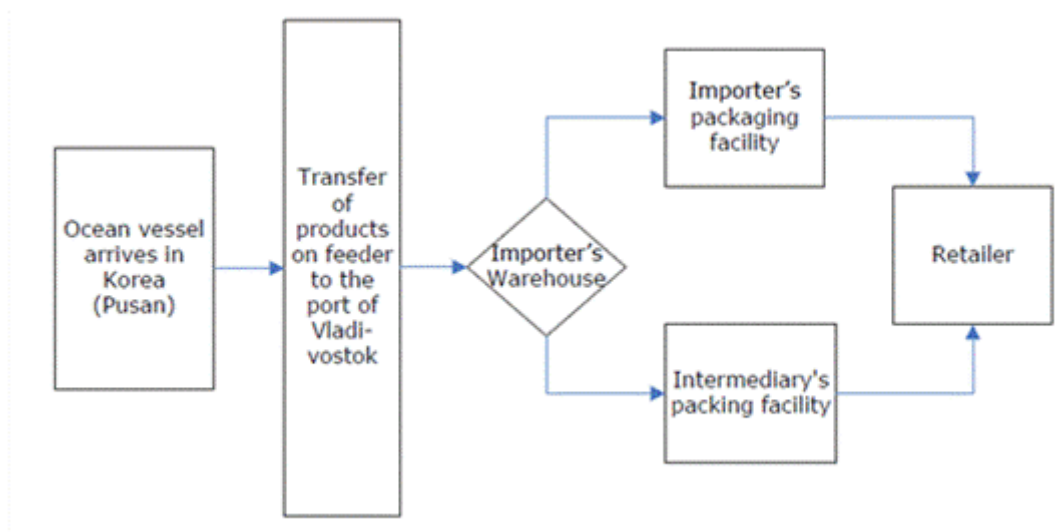 Ocean vessel
arrives in
Korea
(Pusan)
Transfer
of
products
on feeder
to the
port of
Vladi-
vostok
Importer's
Warehouse
Importer's
packaging
facility
Intermediary's
packing facility
Retailer